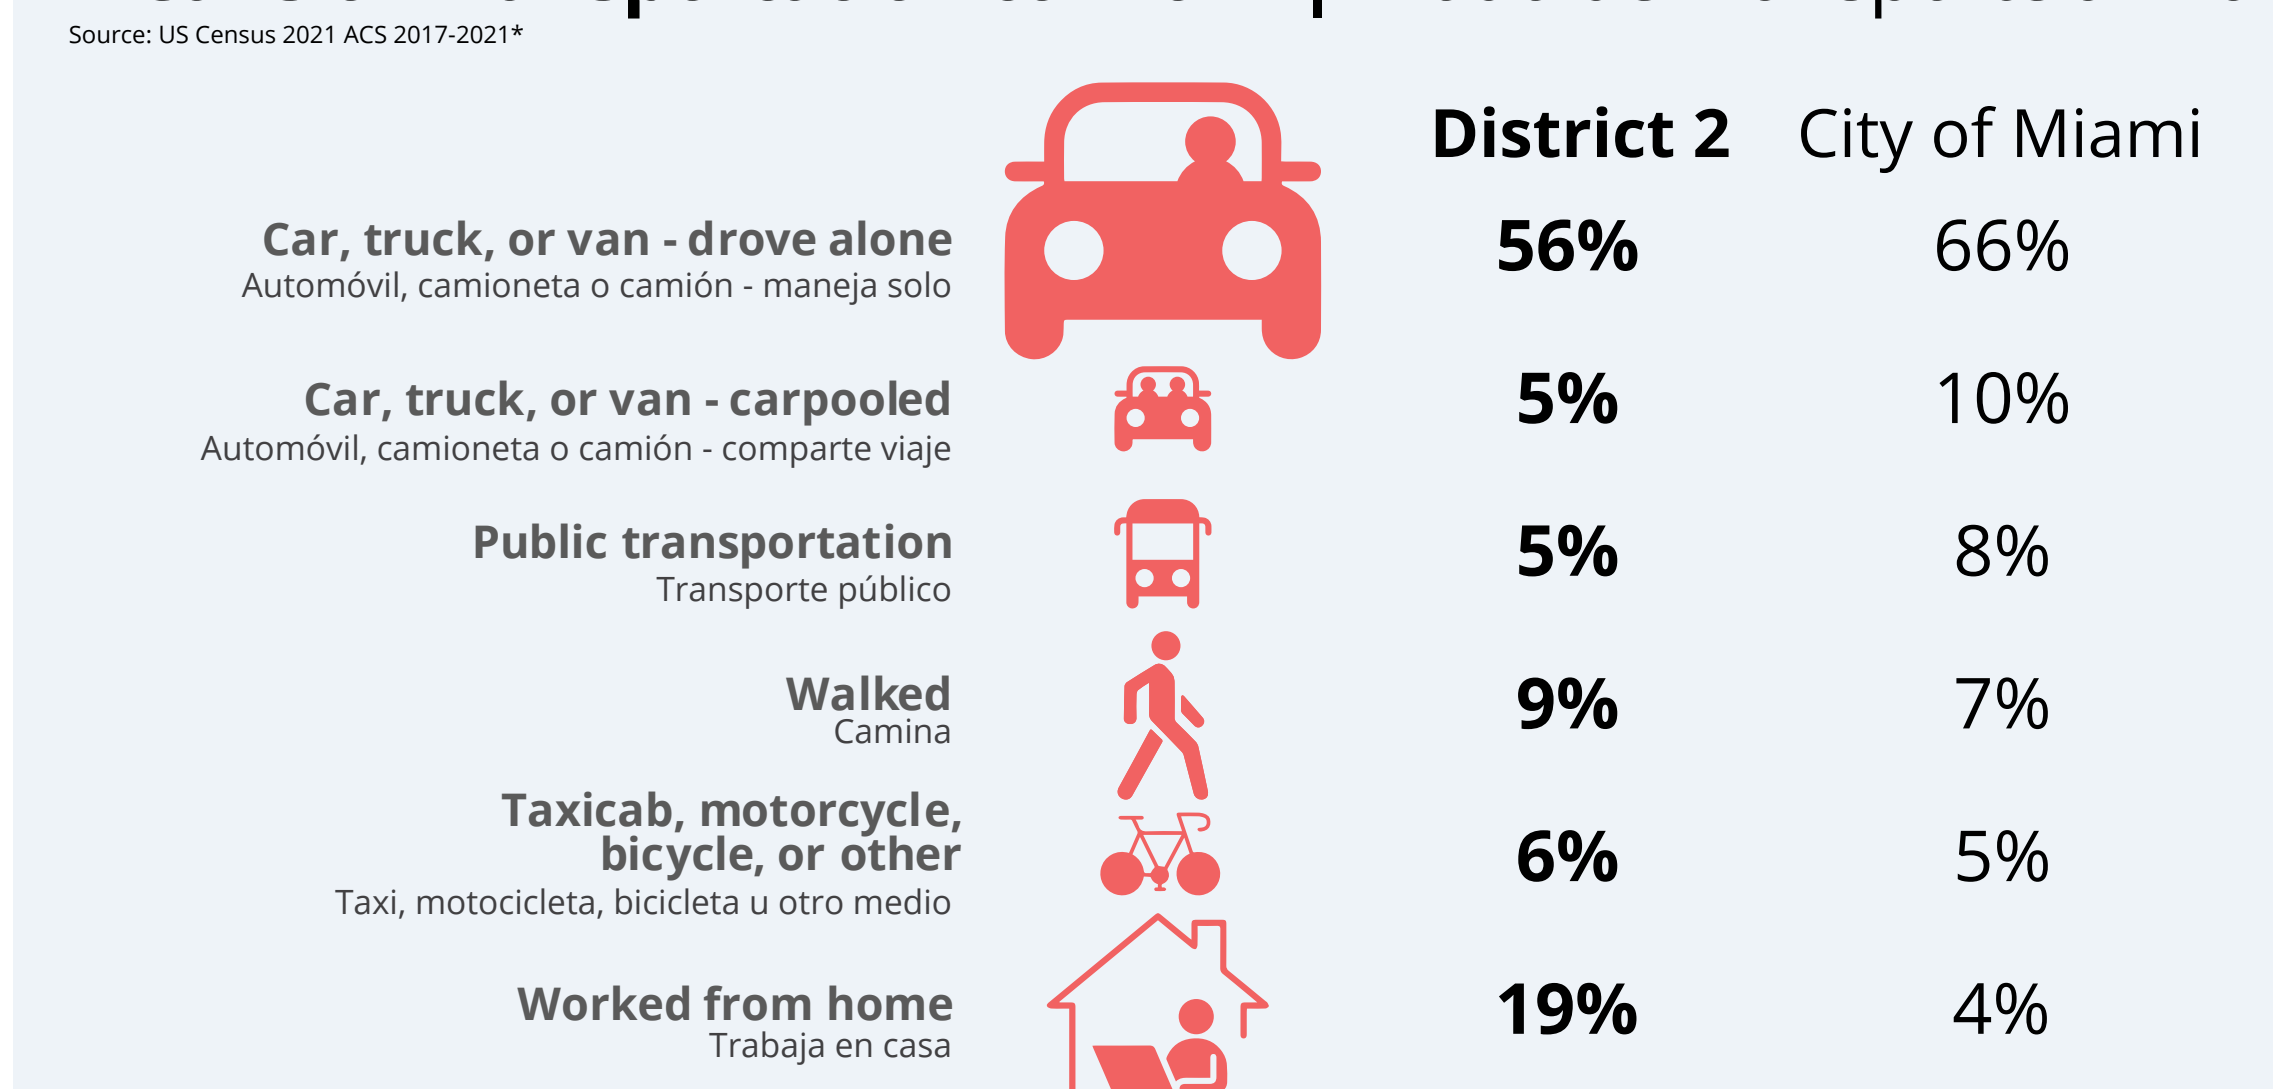 Source: US Census 2021 ACS 2017-2021*
District 2 City of Miami
Car, truck, or van - drove alone 56% 66%
Automóvil, camioneta o camión - maneja solo
Car, truck, or van - carpooled 5% 10%
Automóvil, camioneta o camión - comparte viaje
Public transportation 5% 8%
Transporte público
Walked 9% 7%
Camina
Taxicab, motorcycle,
bicycle, or other 6% 5%
Taxi, motocicleta, bicicleta u otro medio
Worked from home 19% 4%
Trabaja en casa